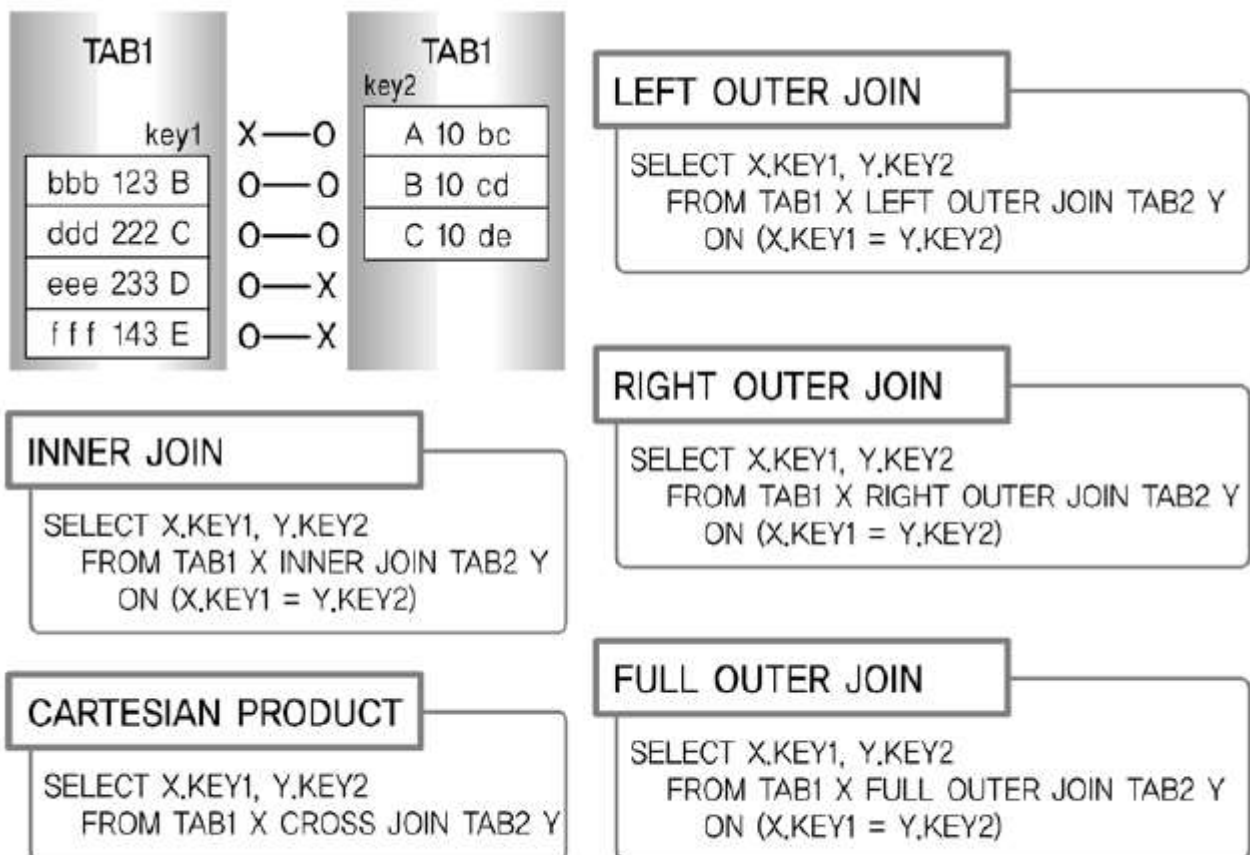 TAB1
key1
bbb 123 B
ddd 222 C
eee 233 D
fff 143 E
X—O
O—O
O—O
O—X
O—X
TAB1
key2
A 10 bc
B 10 cd
C 10 de
INNER JOIN
SELECT X.KEY1, Y.KEY2
FROM TAB1 X INNER JOIN TAB2 Y
ON (X.KEY1 = Y.KEY2)
CARTESIAN PRODUCT
SELECT X.KEY1, Y.KEY2
FROM TAB1 X CROSS JOIN TAB2 Y
LEFT OUTER JOIN
SELECT X.KEY1, Y.KEY2
FROM TAB1 X LEFT OUTER JOIN TAB2 Y
ON (X.KEY1 = Y.KEY2)
RIGHT OUTER JOIN
SELECT X.KEY1, Y.KEY2
FROM TAB1 X RIGHT OUTER JOIN TAB2 Y
ON (X.KEY1 = Y.KEY2)
FULL OUTER JOIN
SELECT X.KEY1, Y.KEY2
FROM TAB1 X FULL OUTER JOIN TAB2 Y
ON (X.KEY1 = Y.KEY2)